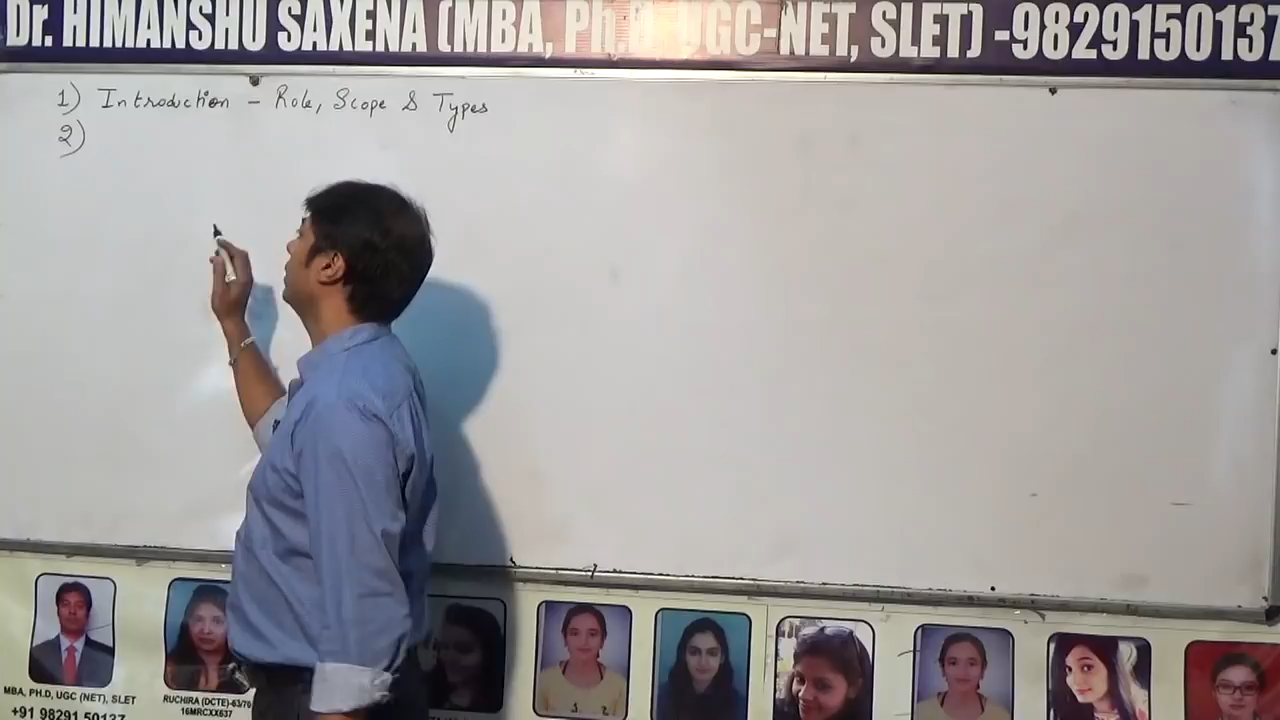 Dr. HIMANSHU SAXENA (MBA, Ph.D, UGC-NET, SLET) -9829150137
1) Introduction - Role, Scope & Types
2)
MBA, PH.D, UGC (NET), SLET
+91 98291 50137
RUCHIRA (DCTE)-63/70
16MRCXX637